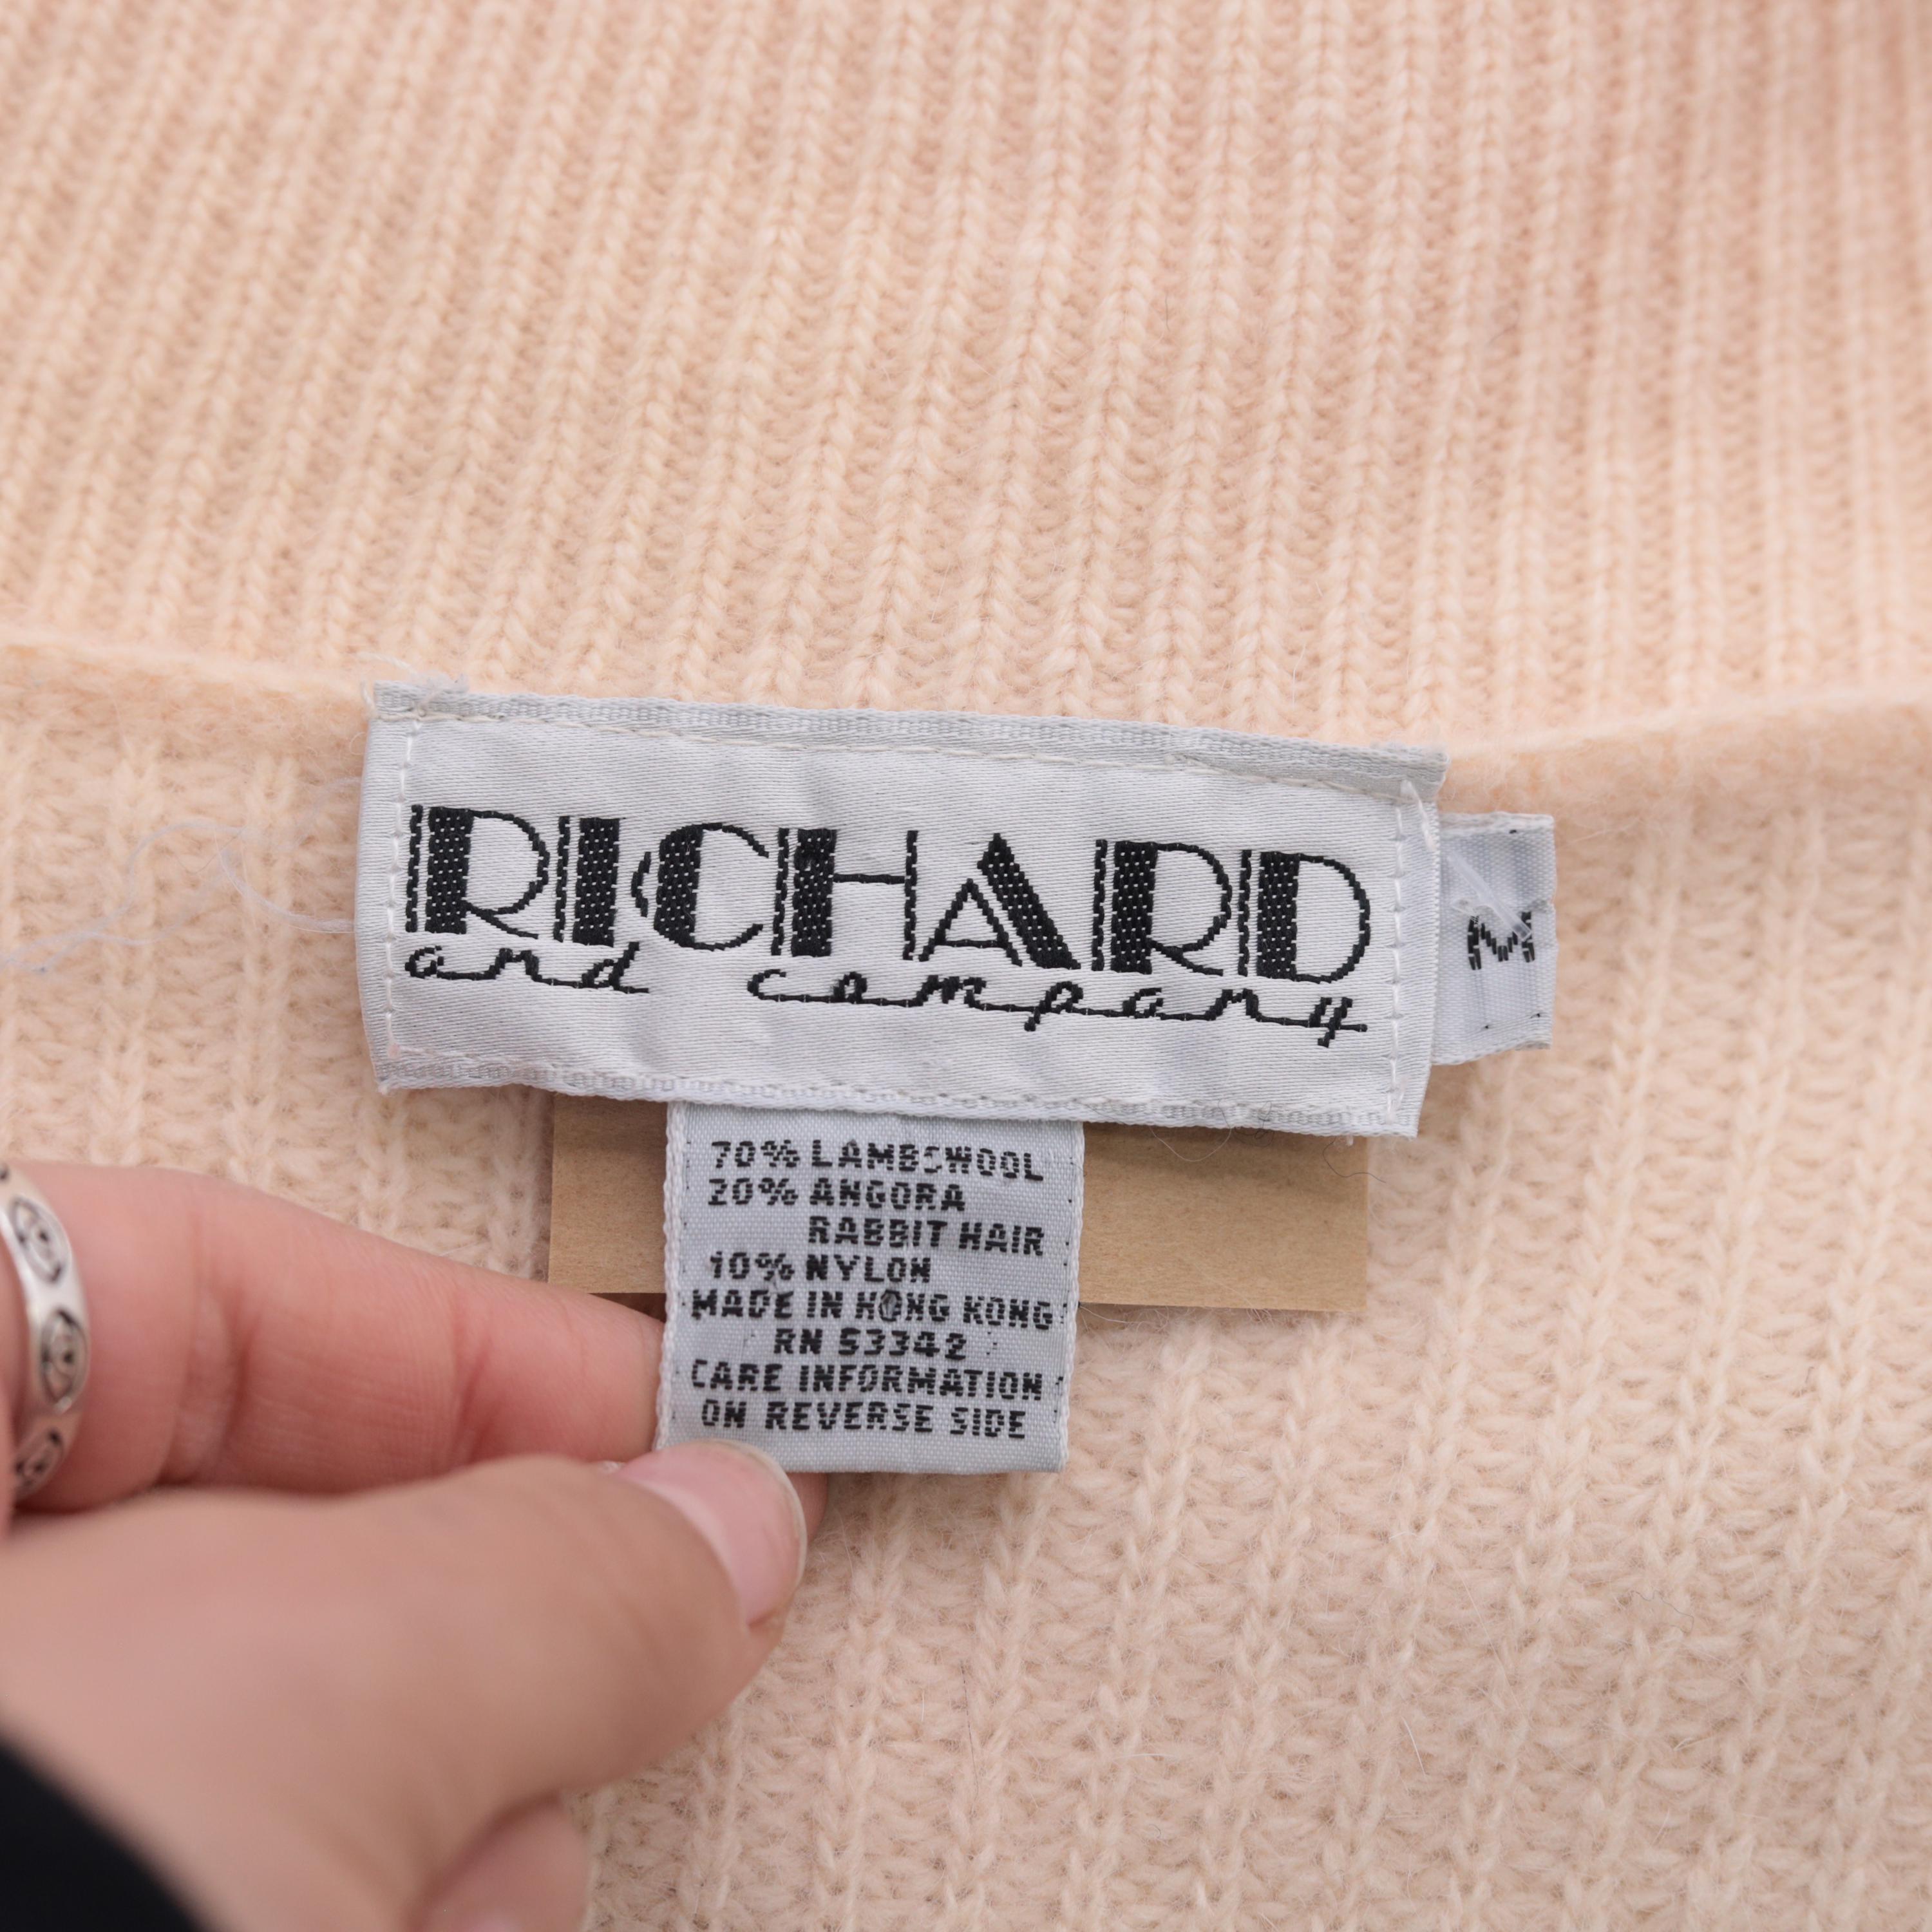 RICHARD
and company
M
70% LAMBSWOOL
20% ANGORA
RABBIT HAIR
10% NYLON
MADE IN HONG KONG
RN 53342
CARE INFORMATION
ON REVERSE SIDE